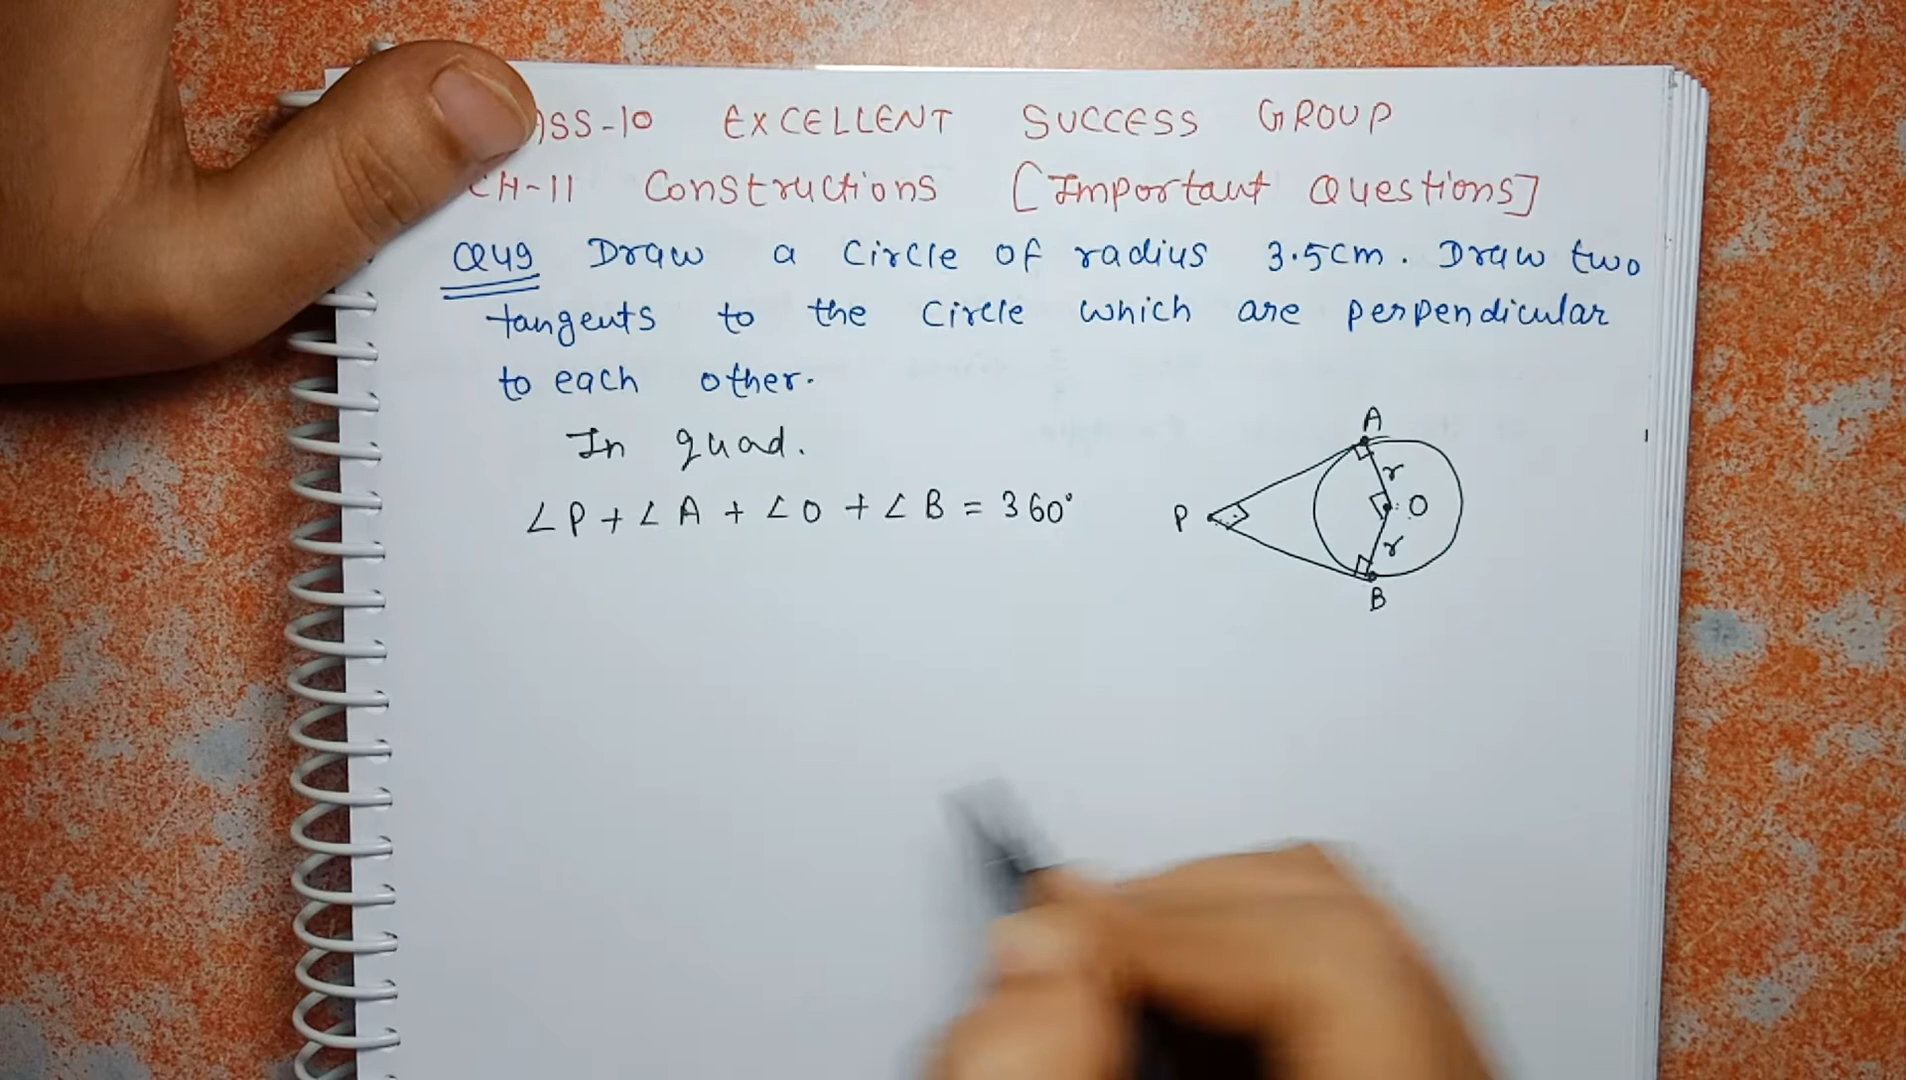 ASS-10 EXCELLENT SUCCESS GROUP
CH-11 Constructions [Important Questions]
Q49 Draw a Circle of radius 3.5cm. Draw two
tangents to the Circle which are perpendicular
to each other.
In quad.
∠P + ∠A + ∠O + ∠B = 360°
A
r
P
O
r
B